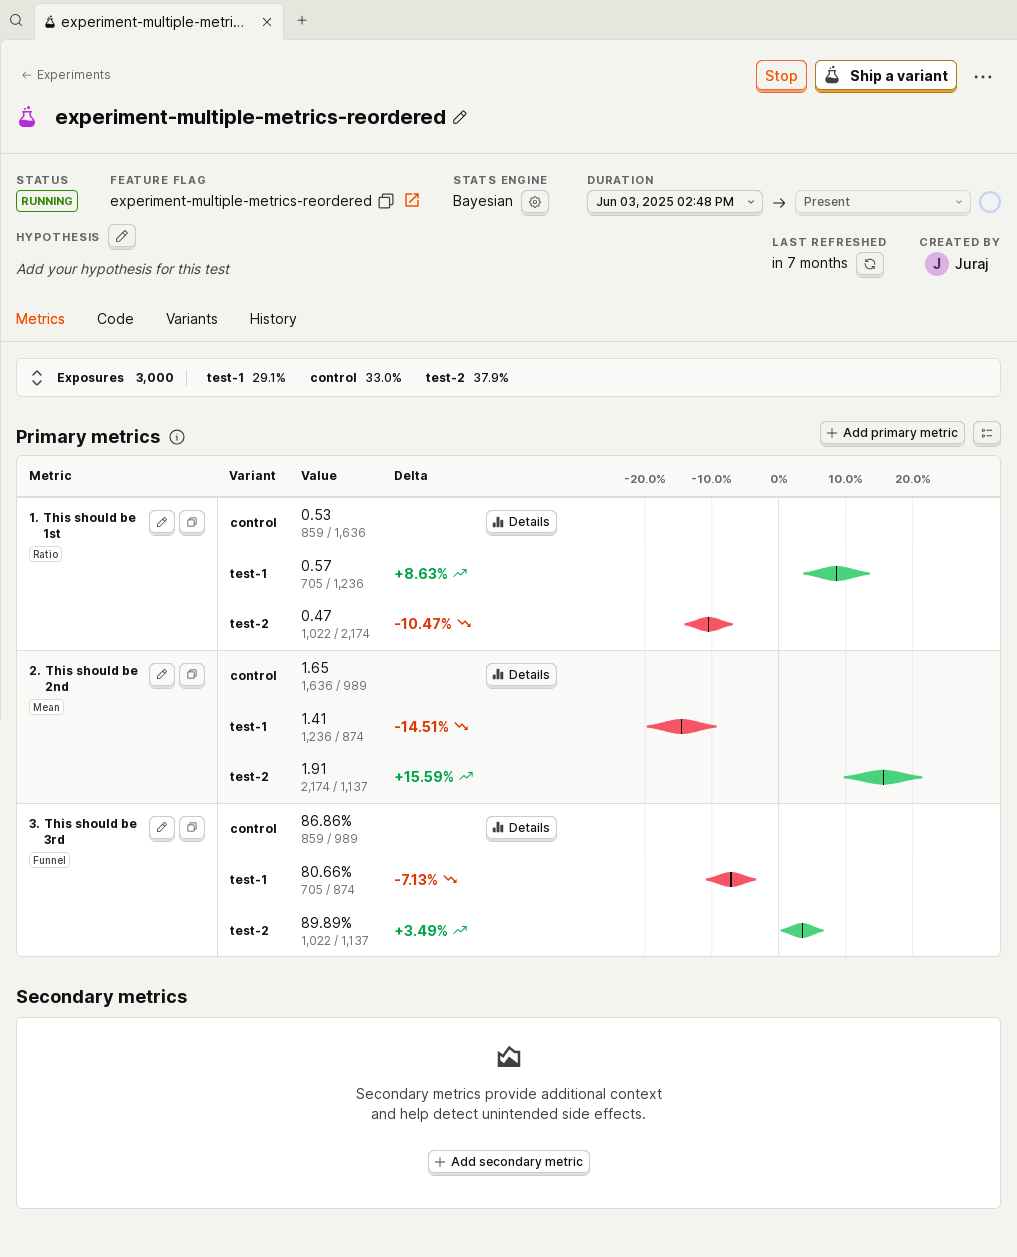 experiment-multiple-metri...
Experiments
Stop
Ship a variant
experiment-multiple-metrics-reordered
STATUS
FEATURE FLAG
STATS ENGINE
DURATION
RUNNING
experiment-multiple-metrics-reordered
Bayesian
Jun 03, 2025 02:48 PM
Present
HYPOTHESIS
LAST REFRESHED
CREATED BY
Add your hypothesis for this test
in 7 months
J Juraj
Metrics
Code
Variants
History
Exposures 3,000 test-1 29.1% control 33.0% test-2 37.9%
Primary metrics
Add primary metric
Metric Variant Value Delta -20.0% -10.0% 0% 10.0% 20.0%
1. This should be
1st
Ratio
control 0.53 Details
859 / 1,636
test-1 0.57 +8.63%
705 / 1,236
test-2 0.47 -10.47%
1,022 / 2,174
2. This should be
2nd
Mean
control 1.65 Details
1,636 / 989
test-1 1.41 -14.51%
1,236 / 874
test-2 1.91 +15.59%
2,174 / 1,137
3. This should be
3rd
Funnel
control 86.86% Details
859 / 989
test-1 80.66% -7.13%
705 / 874
test-2 89.89% +3.49%
1,022 / 1,137
Secondary metrics
Secondary metrics provide additional context
and help detect unintended side effects.
Add secondary metric